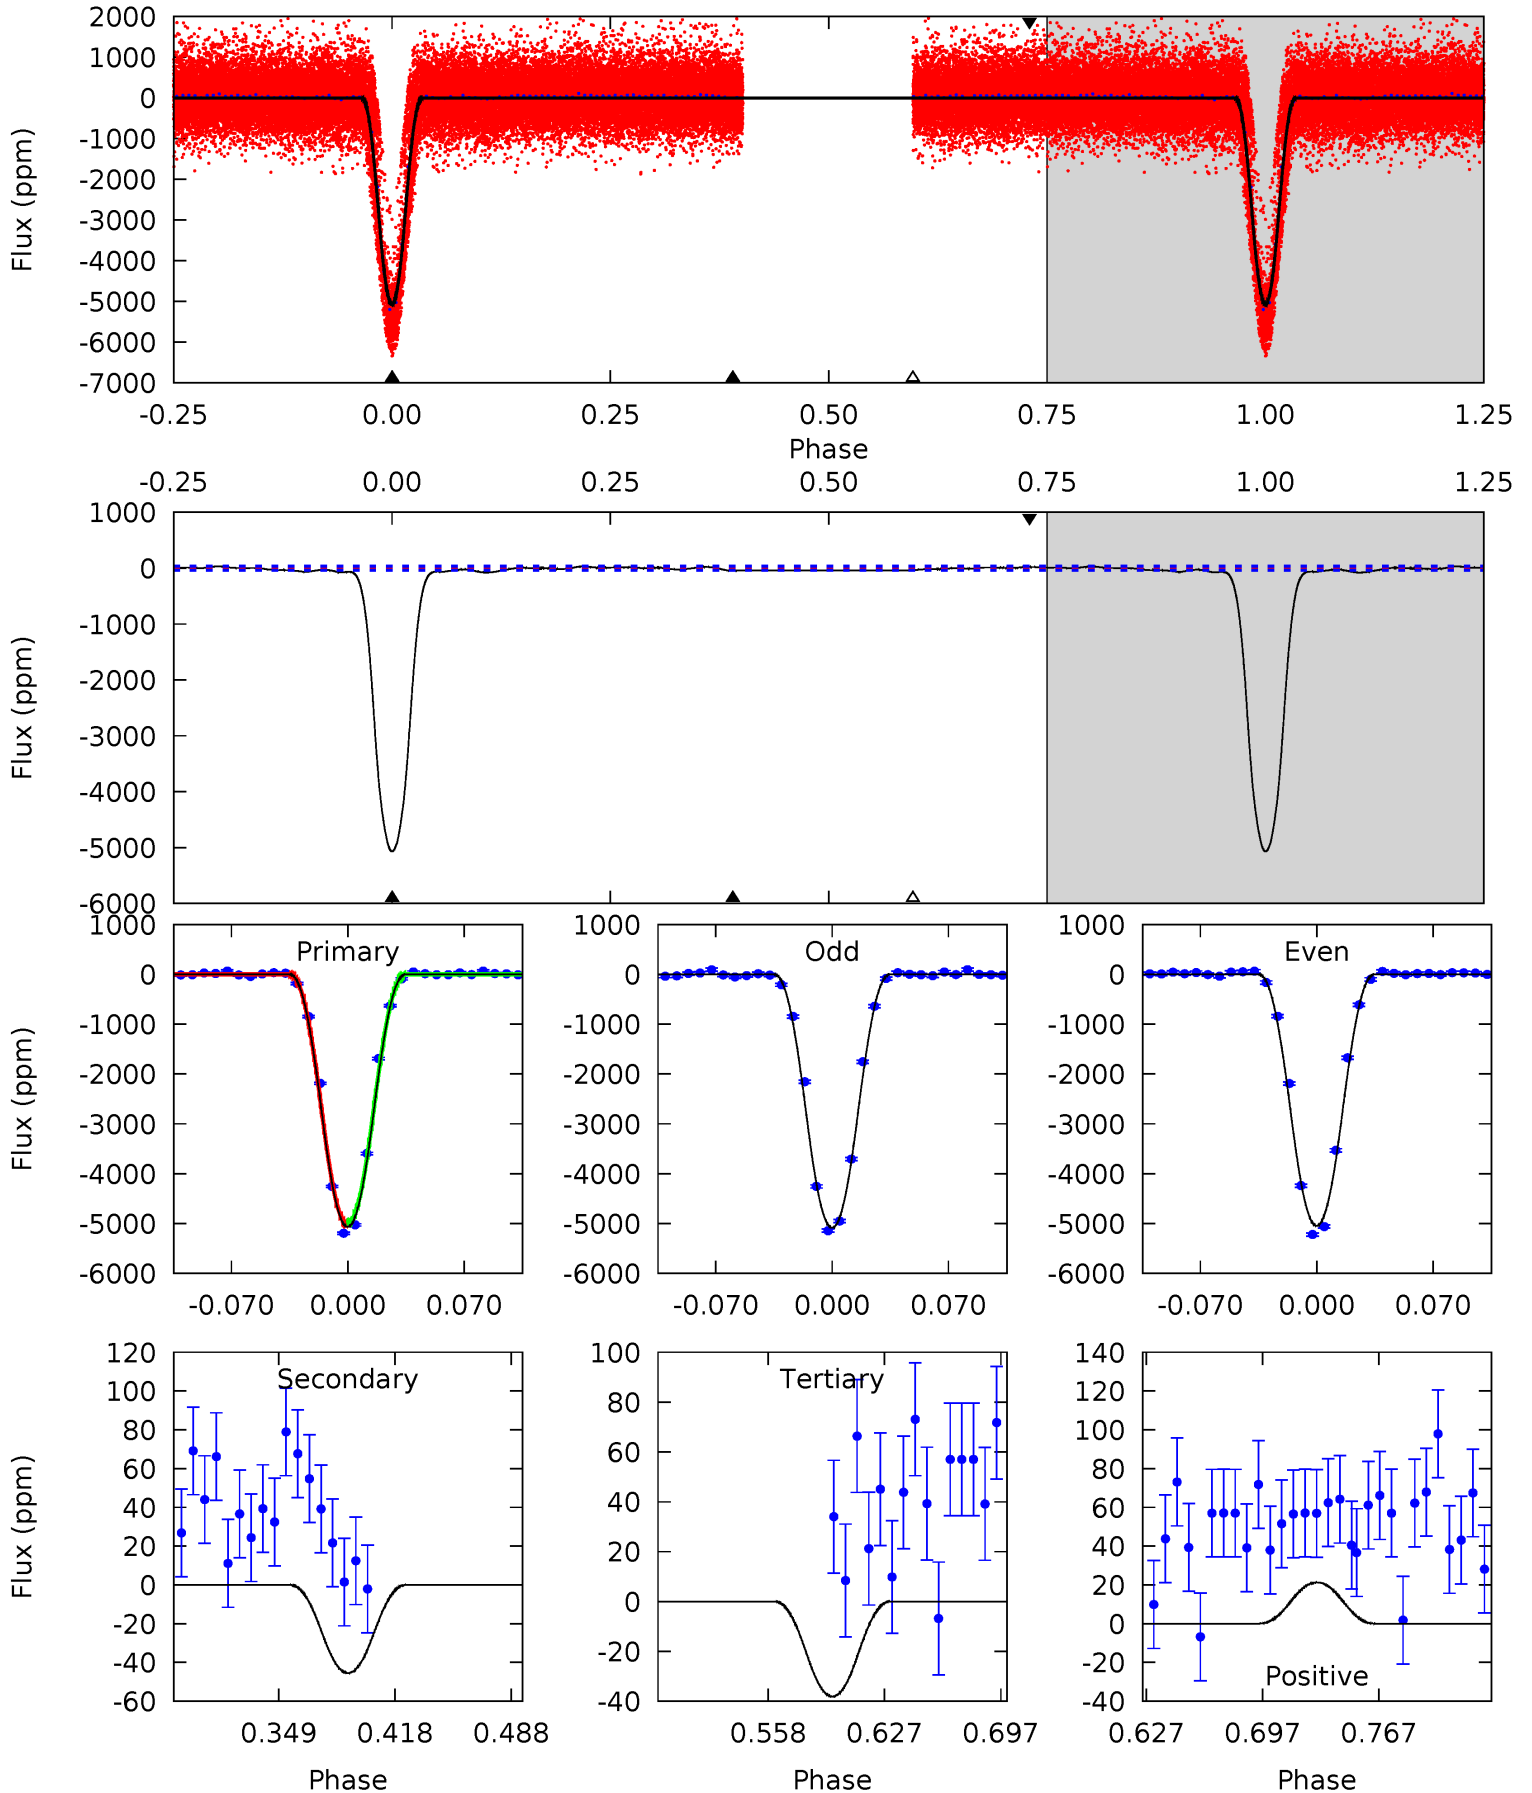 2000
1000
0
-1000
-2000
-3000
-4000
-5000
-6000
-7000
Flux (ppm)
-0.25 0.00 0.25 0.50 0.75 1.00 1.25
Phase
-0.25 0.00 0.25 0.50 0.75 1.00 1.25
1000
0
-1000
-2000
-3000
-4000
-5000
-6000
Flux (ppm)
Primary Odd Even
1000 1000 1000
0 0 0
-1000 -1000 -1000
-2000 -2000 -2000
-3000 -3000 -3000
-4000 -4000 -4000
-5000 -5000 -5000
-6000 -6000 -6000
Flux (ppm)
-0.070 0.000 0.070 -0.070 0.000 0.070 -0.070 0.000 0.070
Secondary
120
100
80
60
40
20
0
-20
-40
-60
Flux (ppm)
0.349 0.418 0.488
Phase
Tertiary
100
80
60
40
20
0
-20
-40
0.558 0.627 0.697
Phase
140
120
100
80
60
40
20
0
-20
-40
Positive
0.627 0.697 0.767
Phase